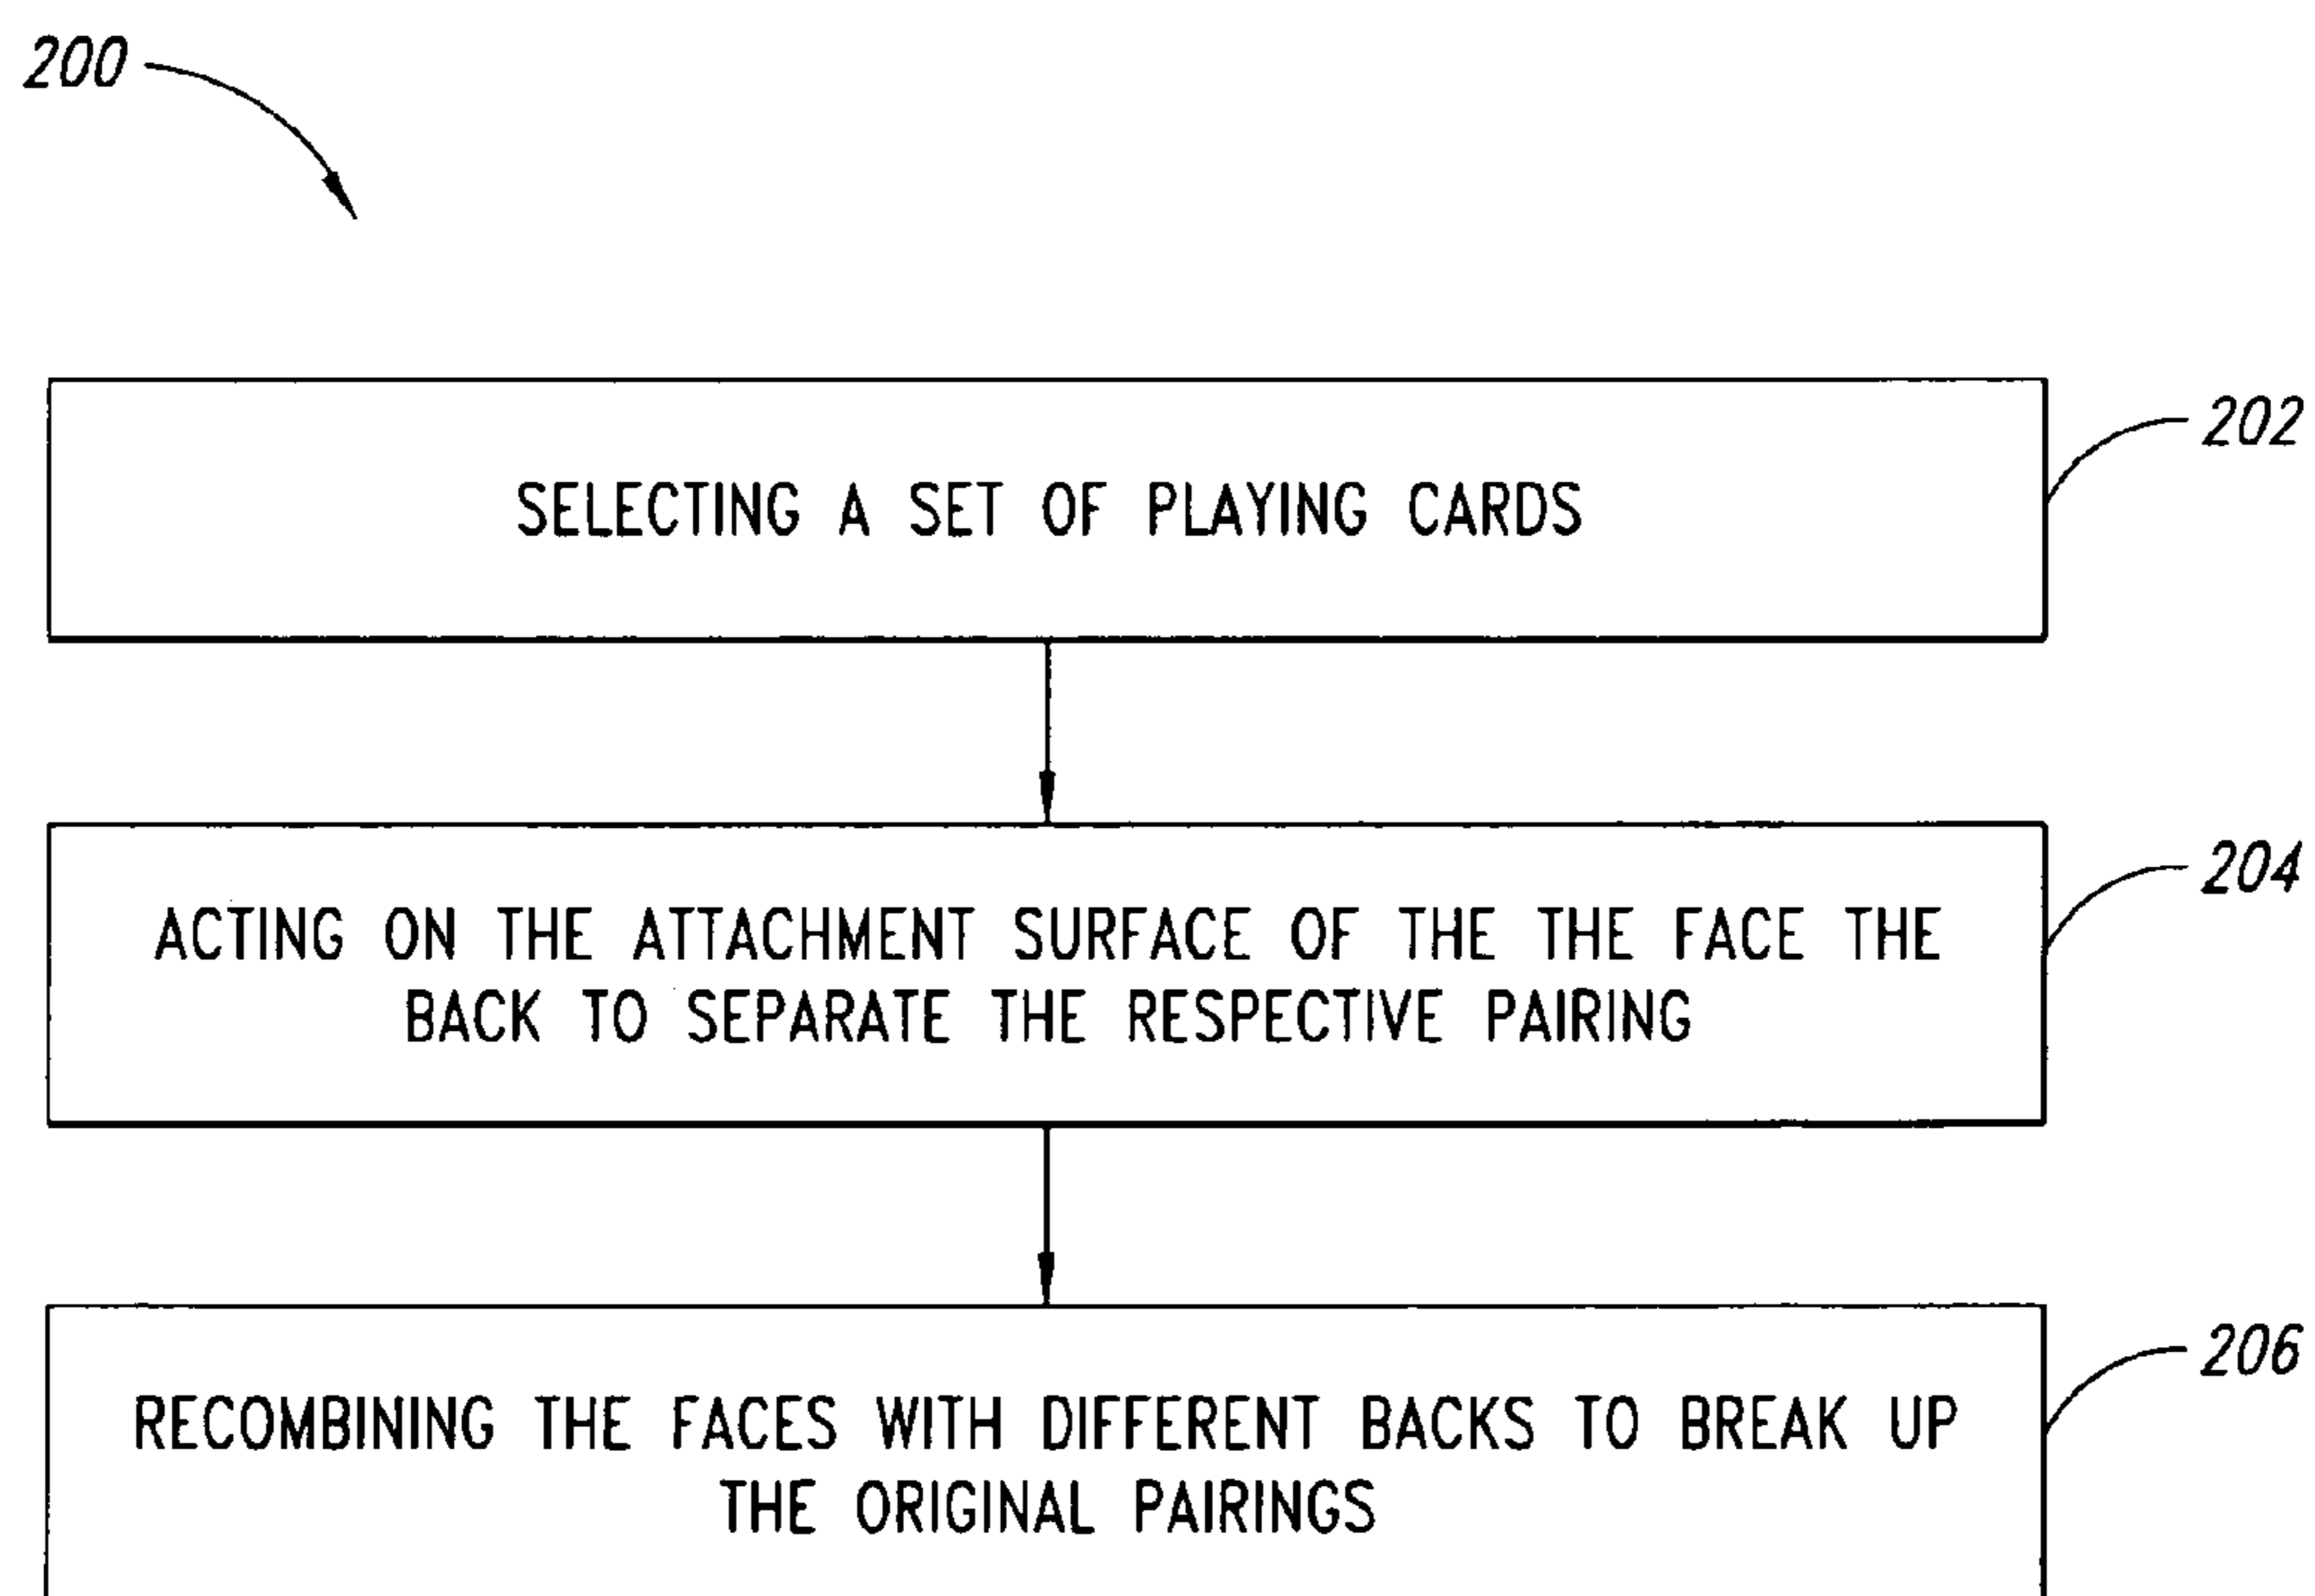 200
202
SELECTING A SET OF PLAYING CARDS
204
ACTING ON THE ATTACHMENT SURFACE OF THE THE FACE THE
BACK TO SEPARATE THE RESPECTIVE PAIRING
206
RECOMBINING THE FACES WITH DIFFERENT BACKS TO BREAK UP
THE ORIGINAL PAIRINGS